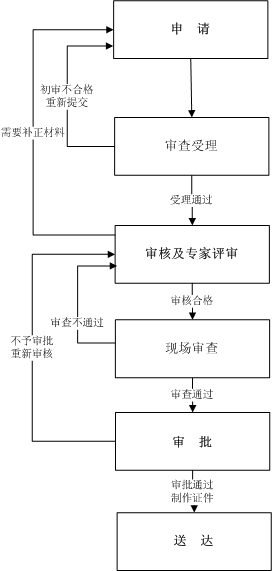 申 请
初审不合格
重新提交
需要补正材料
审查受理
受理通过
审核及专家评审
审核合格
审查不通过
不予审批
重新审核
现场审查
审查通过
审 批
审批通过
制作证件
送 达